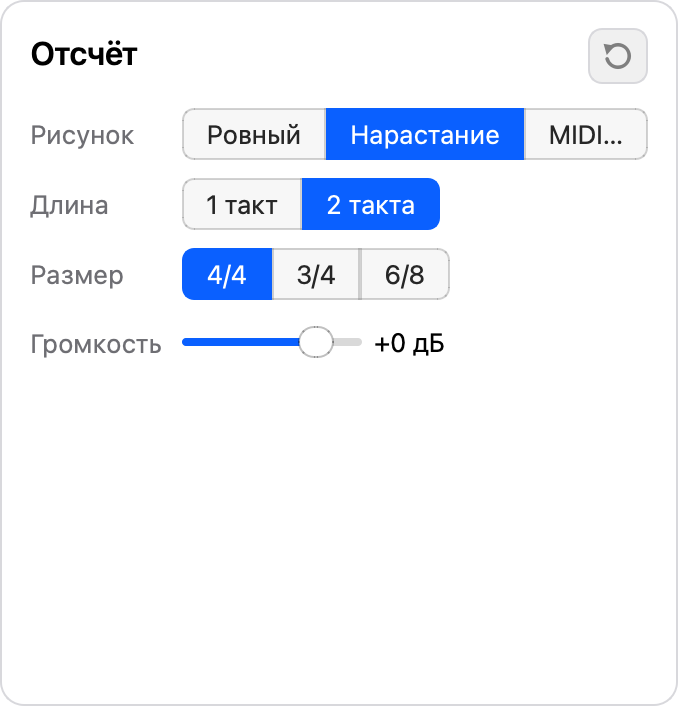 Отсчёт
Рисунок Ровный Нарастание MIDI...
Длина 1 такт 2 такта
Размер 4/4 3/4 6/8
Громкость +0 дБ